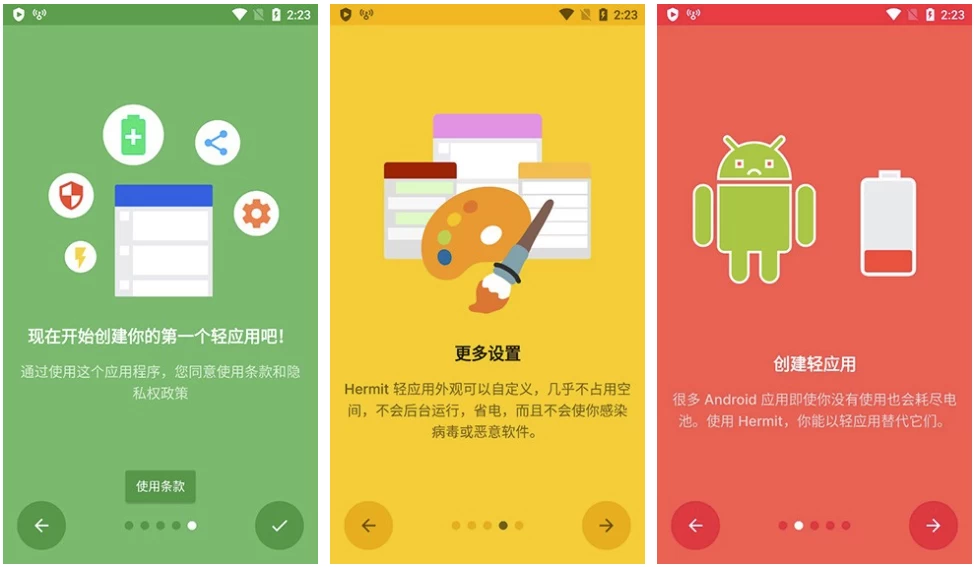 2:23
现在开始创建你的第一个轻应用吧!
通过使用这个应用程序，您同意使用条款和隐
私权政策
使用条款
2:23
更多设置
Hermit 轻应用外观可以自定义，几乎不占用空
间，不会后台运行，省电，而且不会使你感染
病毒或恶意软件。
2:23
创建轻应用
很多 Android 应用即使你没有使用也会耗尽电
池。使用 Hermit，你能以轻应用替代它们。